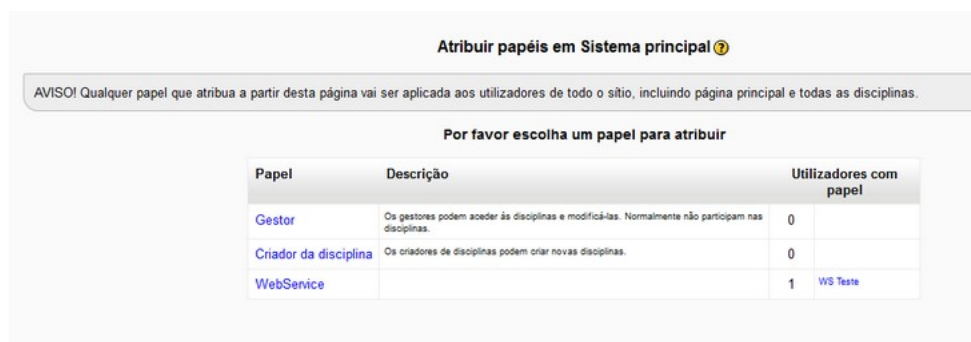 Atribuir papéis em Sistema principal
AVISO! Qualquer papel que atribua a partir desta página vai ser aplicada aos utilizadores de todo o sítio, incluindo página principal e todas as disciplinas.
Por favor escolha um papel para atribuir
Papel Descrição Utilizadores com
papel
Gestor Os gestores podem aceder ás disciplinas e modificá-las. Normalmente não participam nas
disciplinas. 0
Criador da disciplina Os criadores de disciplinas podem criar novas disciplinas. 0
WebService 1 WS Teste